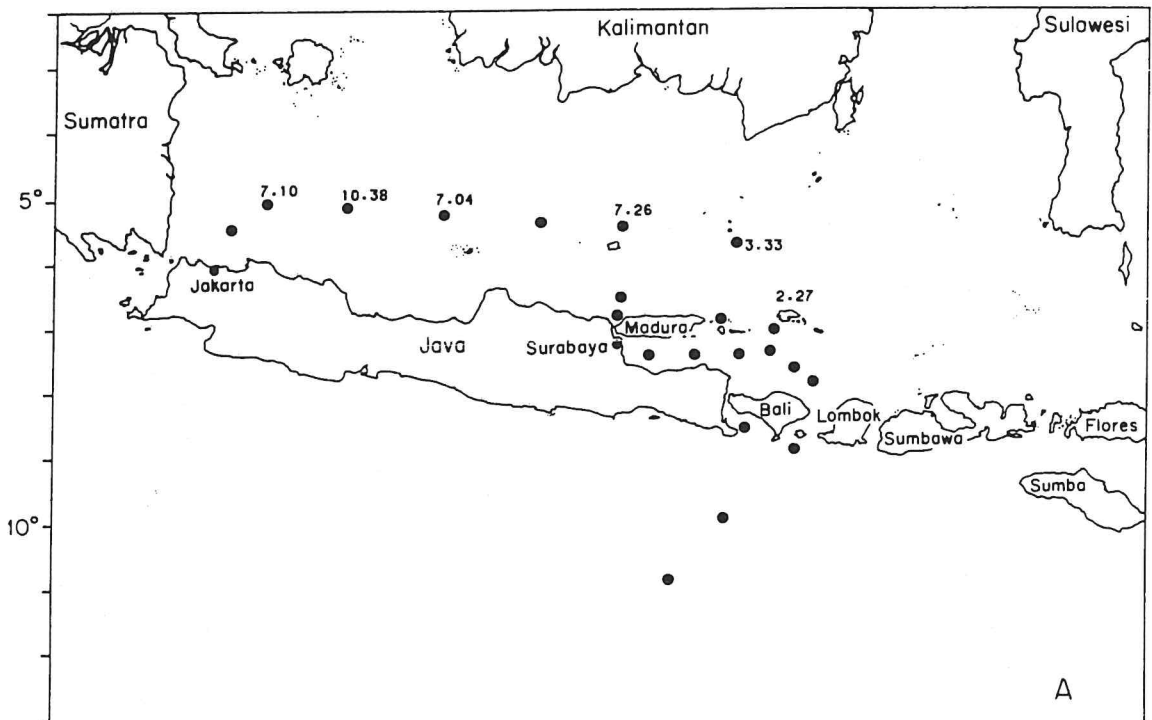 Kalimantan
Sulawesi
Sumatra
5°
7.10
10.38
7.04
7.26
3.33
2.27
Jakarta
Java
Surabaya
Madura
Bali
Lombok
Sumbawa
Flores
Sumba
10°
A